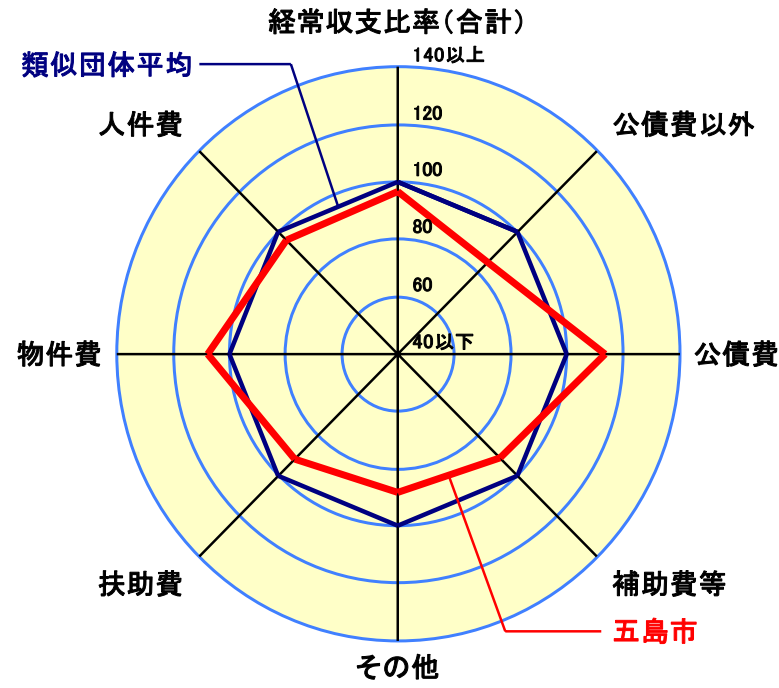 経常収支比率(合計)
140以上
類似団体平均
120
人件費
公債費以外
100
80
60
40以下
物件費
公債費
扶助費
補助費等
五島市
その他